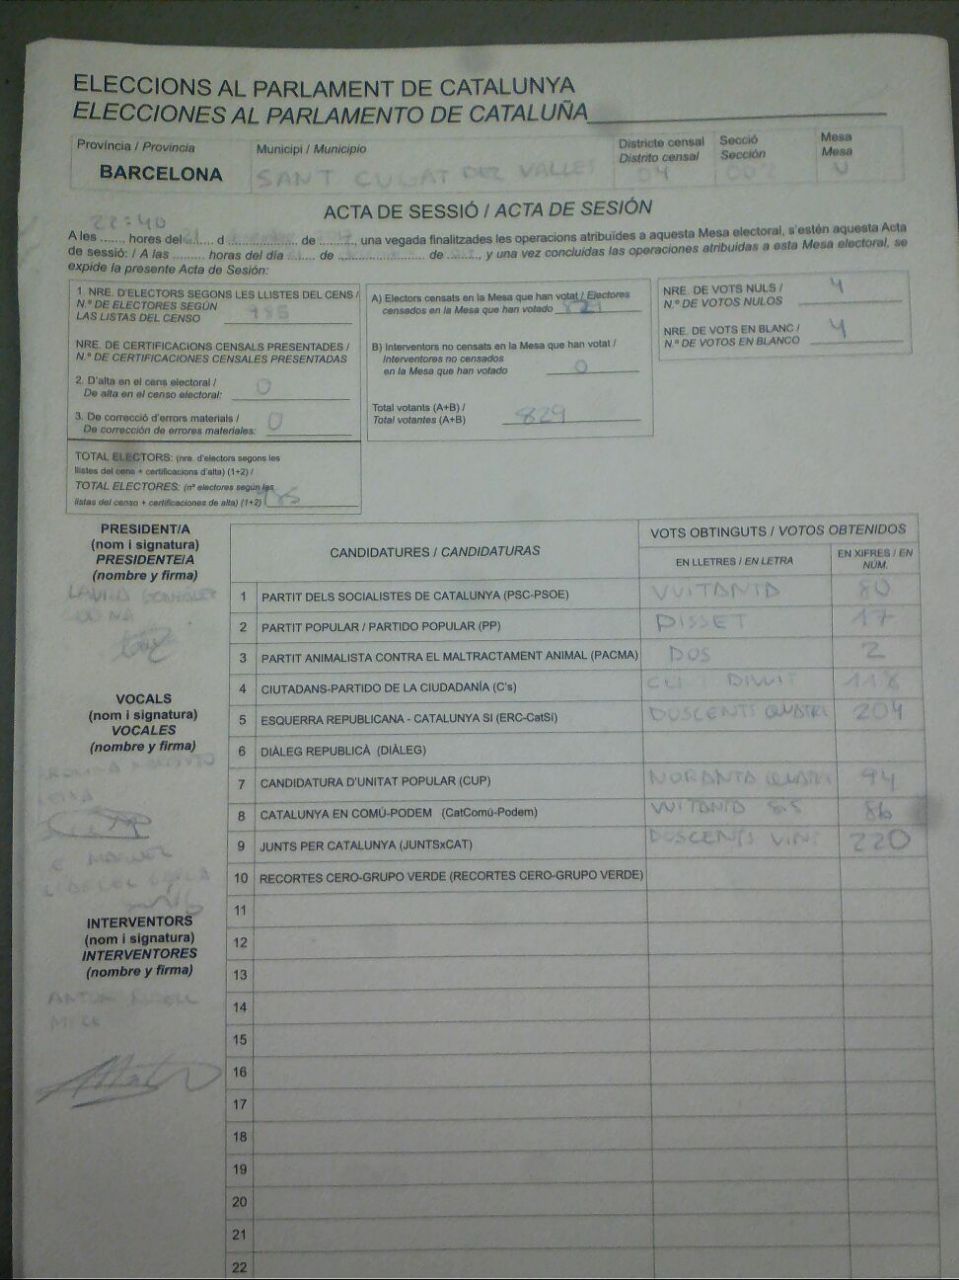 ELECCIONS AL PARLAMENT DE CATALUNYA
ELECCIONES AL PARLAMENTO DE CATALUÑA
Província / Provincia
BARCELONA
Municipi / Municipio
SANT CUGAT DEL VALLES
Districte censal
Distrito censal
04
Secció
Sección
002
Mesa
Mesa
U
ACTA DE SESSIÓ / ACTA DE SESIÓN
22:40
A les ....... hores del ....... d ................ de ......., una vegada finalitzades les operacions atribuïdes a aquesta Mesa electoral, s'estén aquesta Acta
de sessió: / A las ......... horas del día ....... de .................... de ......., y una vez concluidas las operaciones atribuidas a esta Mesa electoral, se
expide la presente Acta de Sesión:
1. NRE. D'ELECTORS SEGONS LES LLISTES DEL CENS /
N.º DE ELECTORES SEGÚN
LAS LISTAS DEL CENSO 985
NRE. DE CERTIFICACIONS CENSALS PRESENTADES /
N.º DE CERTIFICACIONES CENSALES PRESENTADAS
2. D'alta en el cens electoral /
De alta en el censo electoral: 0
3. De correcció d'errors materials /
De corrección de errores materiales: 0
TOTAL ELECTORS: (nre. d'electors segons les
llistes del cens + certificacions d'alta) (1+2) /
TOTAL ELECTORES: (nº electores según las
listas del censo + certificaciones de alta) (1+2) 985
A) Electors censats en la Mesa que han votat / Electores
censados en la Mesa que han votado 829
B) Interventors no censats en la Mesa que han votat /
Interventores no censados
en la Mesa que han votado 0
Total votants (A+B) /
Total votantes (A+B) 829
NRE. DE VOTS NULS /
N.º DE VOTOS NULOS 4
NRE. DE VOTS EN BLANC /
N.º DE VOTOS EN BLANCO 4
PRESIDENT/A
(nom i signatura)
PRESIDENTE/A
(nombre y firma)
LAURA GONZÁLEZ
VOCALS
(nom i signatura)
VOCALES
(nombre y firma)
INTERVENTORS
(nom i signatura)
INTERVENTORES
(nombre y firma)
CANDIDATURES / CANDIDATURAS
VOTS OBTINGUTS / VOTOS OBTENIDOS
EN LLETRES / EN LETRA
EN XIFRES / EN
NÚM.
1 PARTIT DELS SOCIALISTES DE CATALUNYA (PSC-PSOE) VUITANTA 80
2 PARTIT POPULAR / PARTIDO POPULAR (PP) DISSET 17
3 PARTIT ANIMALISTA CONTRA EL MALTRACTAMENT ANIMAL (PACMA) DOS 2
4 CIUTADANS-PARTIDO DE LA CIUDADANÍA (C's) DIVUIT 118
5 ESQUERRA REPUBLICANA - CATALUNYA SI (ERC-CatSí) DUSCENTS QUATRE 204
6 DIÀLEG REPUBLICÀ (DIÀLEG)
7 CANDIDATURA D'UNITAT POPULAR (CUP) NORANTA QUATRE 94
8 CATALUNYA EN COMÚ-PODEM (CatComú-Podem) VUITANTA SIS 86
9 JUNTS PER CATALUNYA (JUNTSxCAT) DUSCENTS VINT 220
10 RECORTES CERO-GRUPO VERDE (RECORTES CERO-GRUPO VERDE)
11
12
13
14
15
16
17
18
19
20
21
22